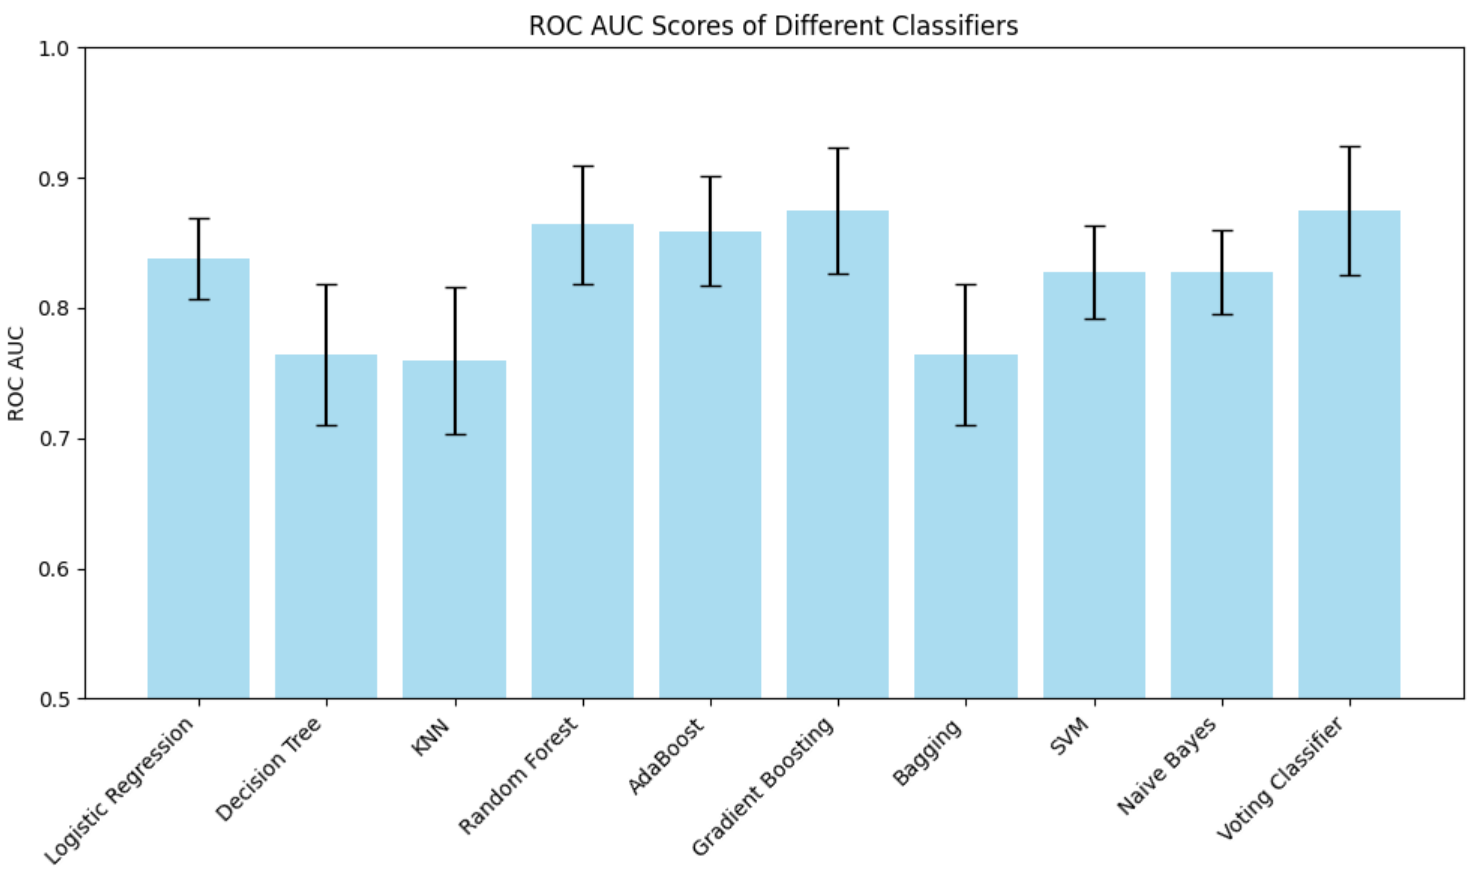 ROC AUC Scores of Different Classifiers
1.0
0.9
0.8
0.7
0.6
0.5
ROC AUC
Logistic Regression
Decision Tree
KNN
Random Forest
AdaBoost
Gradient Boosting
Bagging
SVM
Naive Bayes
Voting Classifier